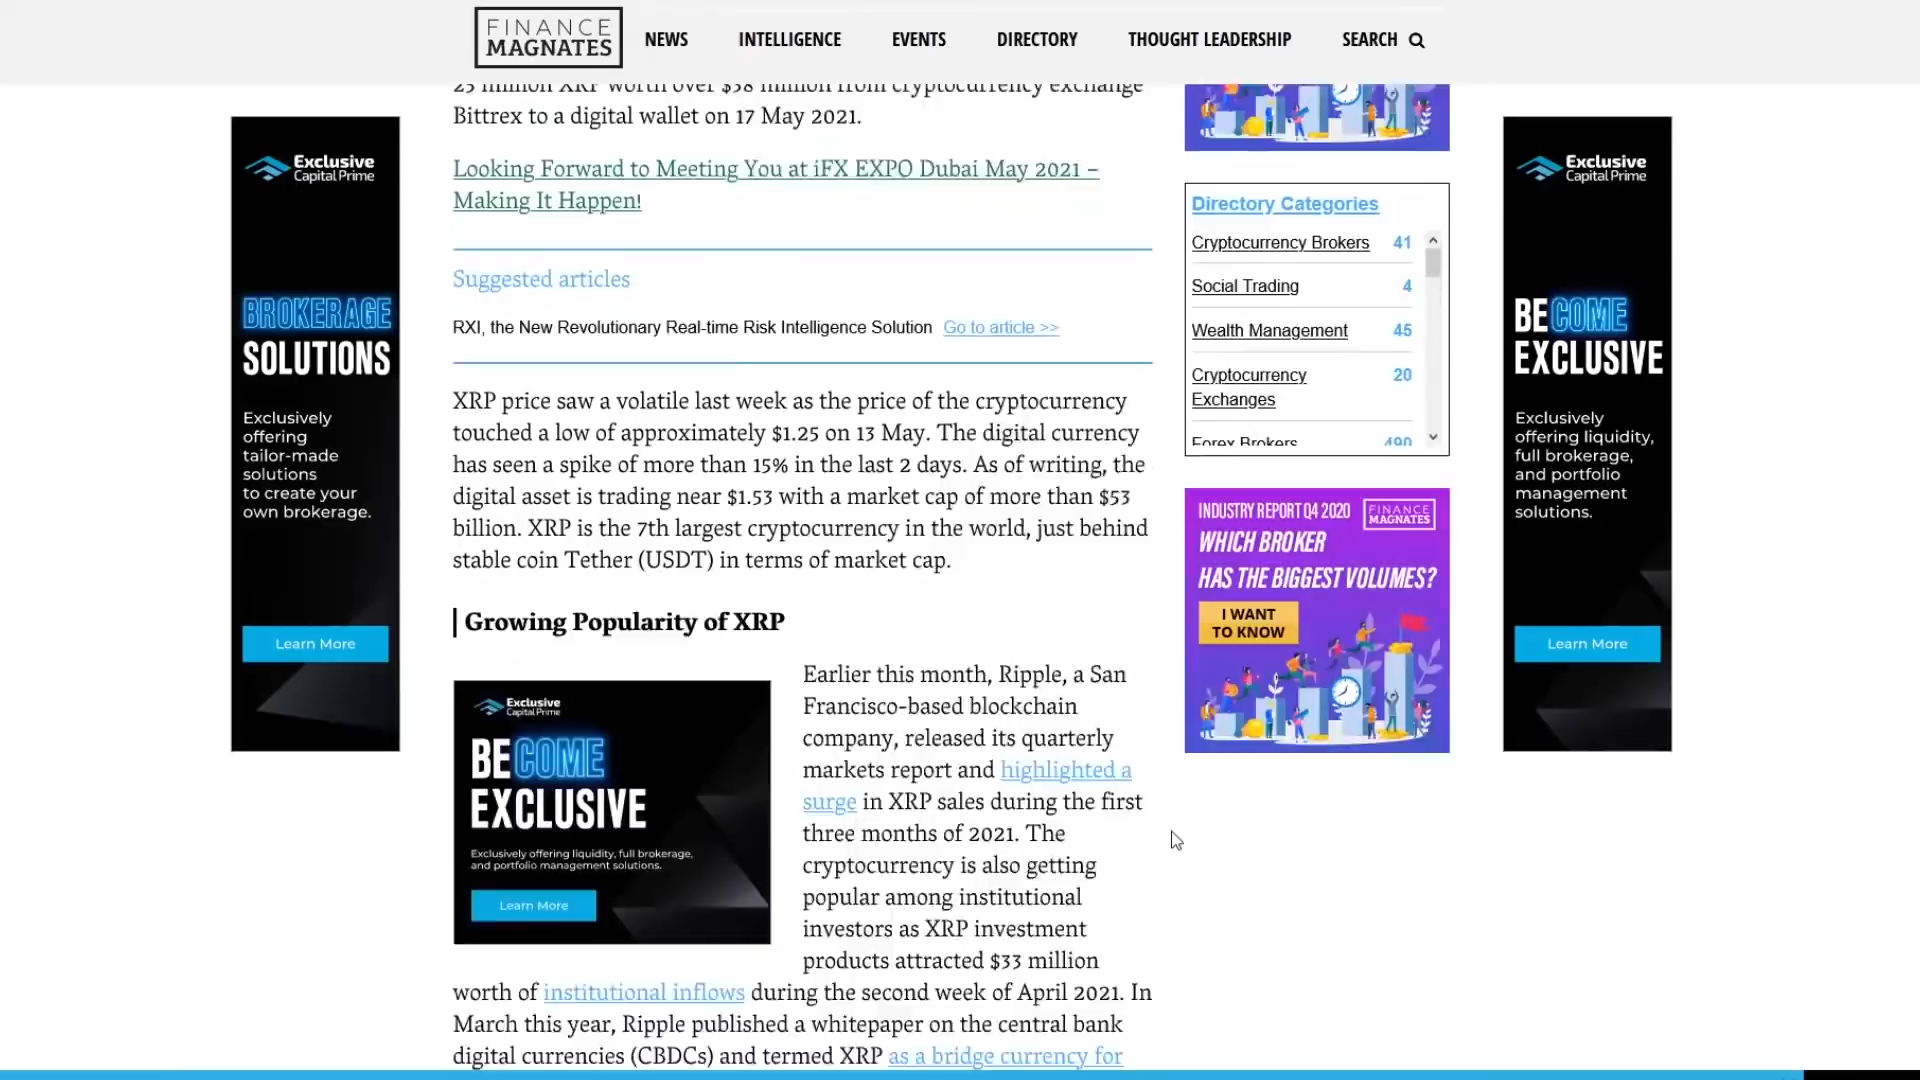 FINANCE
MAGNATES
NEWS
INTELLIGENCE
EVENTS
DIRECTORY
THOUGHT LEADERSHIP
SEARCH
25 million XRP worth over $38 million from cryptocurrency exchange
Bittrex to a digital wallet on 17 May 2021.
Looking Forward to Meeting You at iFX EXPO Dubai May 2021 –
Making It Happen!
Suggested articles
RXI, the New Revolutionary Real-time Risk Intelligence Solution Go to article >>
XRP price saw a volatile last week as the price of the cryptocurrency
touched a low of approximately $1.25 on 13 May. The digital currency
has seen a spike of more than 15% in the last 2 days. As of writing, the
digital asset is trading near $1.53 with a market cap of more than $53
billion. XRP is the 7th largest cryptocurrency in the world, just behind
stable coin Tether (USDT) in terms of market cap.
Growing Popularity of XRP
Earlier this month, Ripple, a San
Francisco-based blockchain
company, released its quarterly
markets report and highlighted a
surge in XRP sales during the first
three months of 2021. The
cryptocurrency is also getting
popular among institutional
investors as XRP investment
products attracted $33 million
worth of institutional inflows during the second week of April 2021. In
March this year, Ripple published a whitepaper on the central bank
digital currencies (CBDCs) and termed XRP as a bridge currency for
Exclusive
Capital Prime
BECOME
EXCLUSIVE
Exclusively offering liquidity, full brokerage,
and portfolio management solutions.
Learn More
Exclusive
Capital Prime
BROKERAGE
SOLUTIONS
Exclusively
offering
tailor-made
solutions
to create your
own brokerage.
Learn More
Directory Categories
Cryptocurrency Brokers 41
Social Trading 4
Wealth Management 45
Cryptocurrency
Exchanges 20
Forex Brokers 490
INDUSTRY REPORT Q4 2020
FINANCE
MAGNATES
WHICH BROKER
HAS THE BIGGEST VOLUMES?
I WANT
TO KNOW
Exclusive
Capital Prime
BECOME
EXCLUSIVE
Exclusively
offering liquidity,
full brokerage,
and portfolio
management
solutions.
Learn More